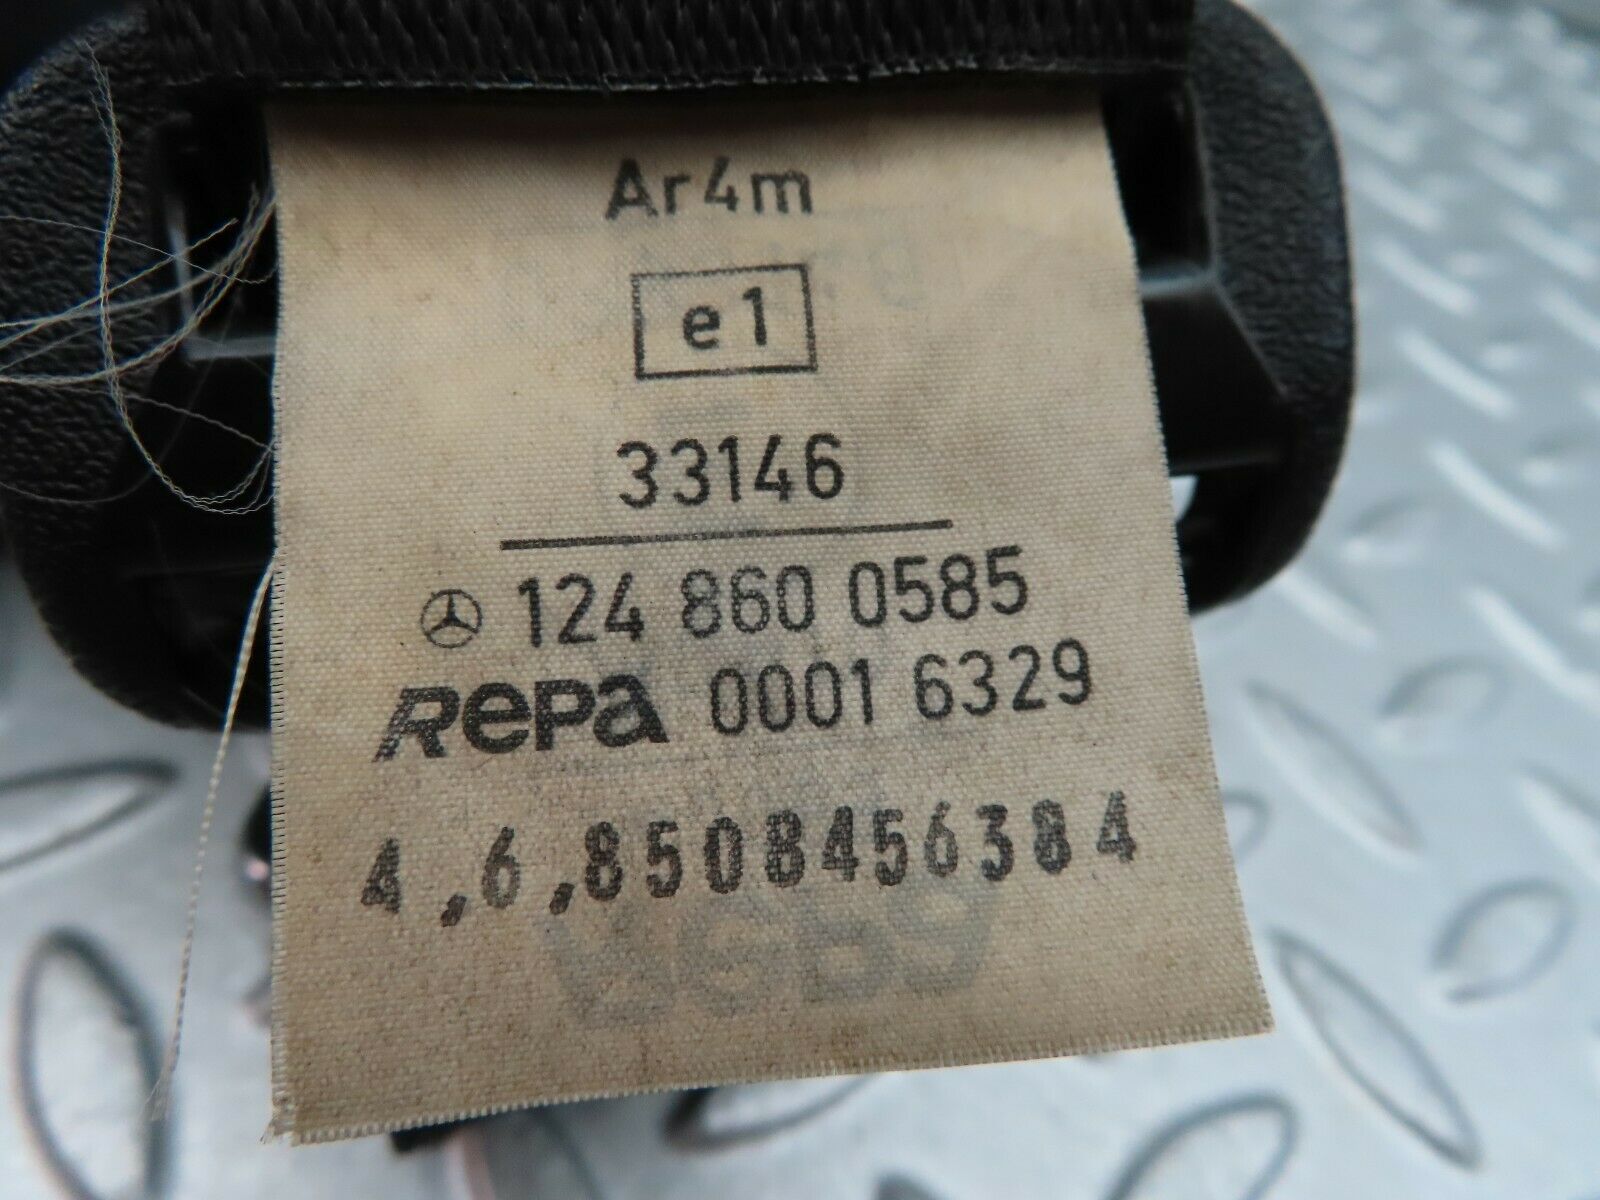 Ar4m
e1
33146
124 860 0585
RePa 0001 6329
4,6,8508456384